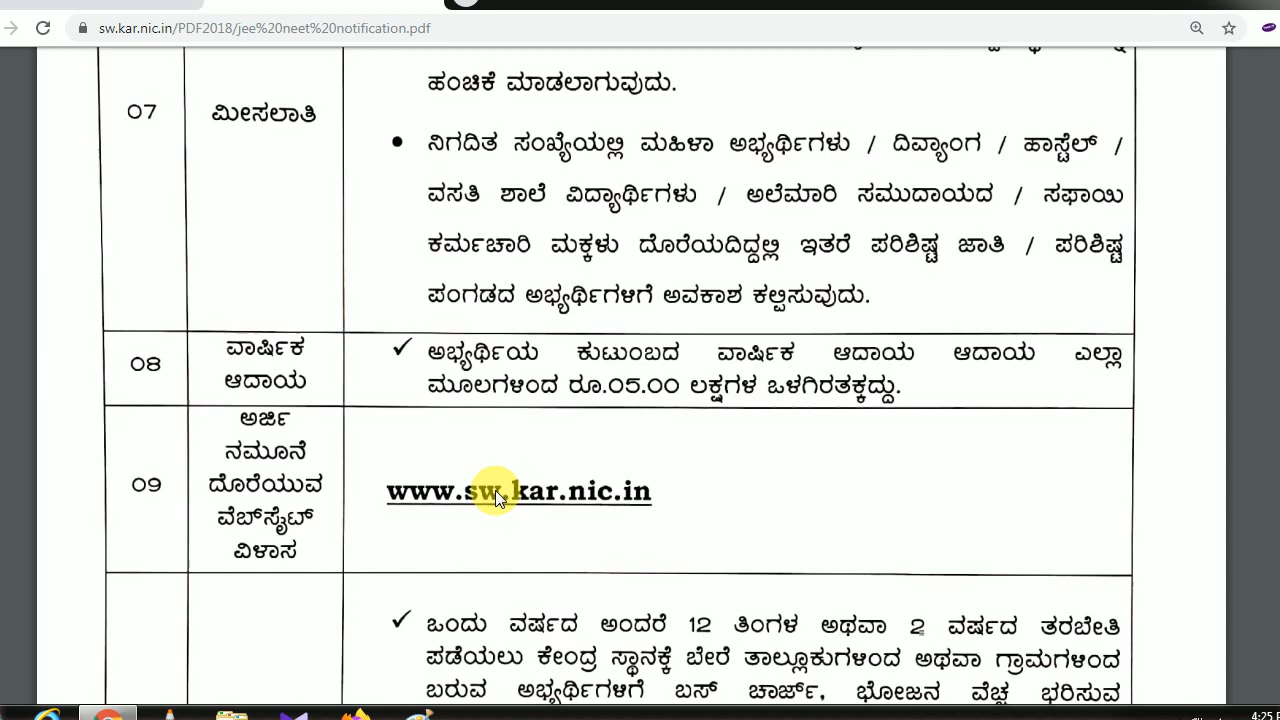 sw.kar.nic.in/PDF2018/jee%20neet%20notification.pdf
ಹಂಚಿಕೆ ಮಾಡಲಾಗುವುದು.
07
ಮೀಸಲಾತಿ
• ನಿಗದಿತ ಸಂಖ್ಯೆಯಲ್ಲಿ ಮಹಿಳಾ ಅಭ್ಯರ್ಥಿಗಳು / ದಿವ್ಯಾಂಗ / ಹಾಸ್ಟೆಲ್ /
ವಸತಿ ಶಾಲೆ ವಿದ್ಯಾರ್ಥಿಗಳು / ಅಲೆಮಾರಿ ಸಮುದಾಯದ / ಸಫಾಯಿ
ಕರ್ಮಚಾರಿ ಮಕ್ಕಳು ದೊರೆಯದಿದ್ದಲ್ಲಿ ಇತರೆ ಪರಿಶಿಷ್ಟ ಜಾತಿ / ಪರಿಶಿಷ್ಟ
ಪಂಗಡದ ಅಭ್ಯರ್ಥಿಗಳಿಗೆ ಅವಕಾಶ ಕಲ್ಪಿಸುವುದು.
08
ವಾರ್ಷಿಕ
ಆದಾಯ
✓ ಅಭ್ಯರ್ಥಿಯ ಕುಟುಂಬದ ವಾರ್ಷಿಕ ಆದಾಯ ಆದಾಯ ಎಲ್ಲಾ
ಮೂಲಗಳಿಂದ ರೂ.05.00 ಲಕ್ಷಗಳ ಒಳಗಿರತಕ್ಕದ್ದು.
09
ಅರ್ಜಿ
ನಮೂನೆ
ದೊರೆಯುವ
ವೆಬ್‌ಸೈಟ್
ವಿಳಾಸ
www.sw.kar.nic.in
✓ ಒಂದು ವರ್ಷದ ಅಂದರೆ 12 ತಿಂಗಳ ಅಥವಾ 2 ವರ್ಷದ ತರಬೇತಿ
ಪಡೆಯಲು ಕೇಂದ್ರ ಸ್ಥಾನಕ್ಕೆ ಬೇರೆ ತಾಲ್ಲೂಕುಗಳಿಂದ ಅಥವಾ ಗ್ರಾಮಗಳಿಂದ
ಬರುವ ಅಭ್ಯರ್ಥಿಗಳಿಗೆ ಬಸ್ ಚಾರ್ಜ್, ಭೋಜನ ವೆಚ್ಚ ಭರಿಸುವ
4:25